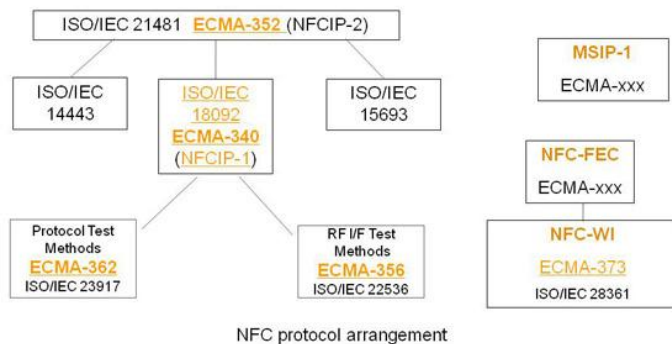 ISO/IEC 21481 ECMA-352 (NFCIP-2)
ISO/IEC
14443
ISO/IEC
18092
ECMA-340
(NFCIP-1)
ISO/IEC
15693
MSIP-1
ECMA-xxx
NFC-FEC
ECMA-xxx
Protocol Test
Methods
ECMA-362
ISO/IEC 23917
RF I/F Test
Methods
ECMA-356
ISO/IEC 22536
NFC-WI
ECMA-373
ISO/IEC 28361
NFC protocol arrangement